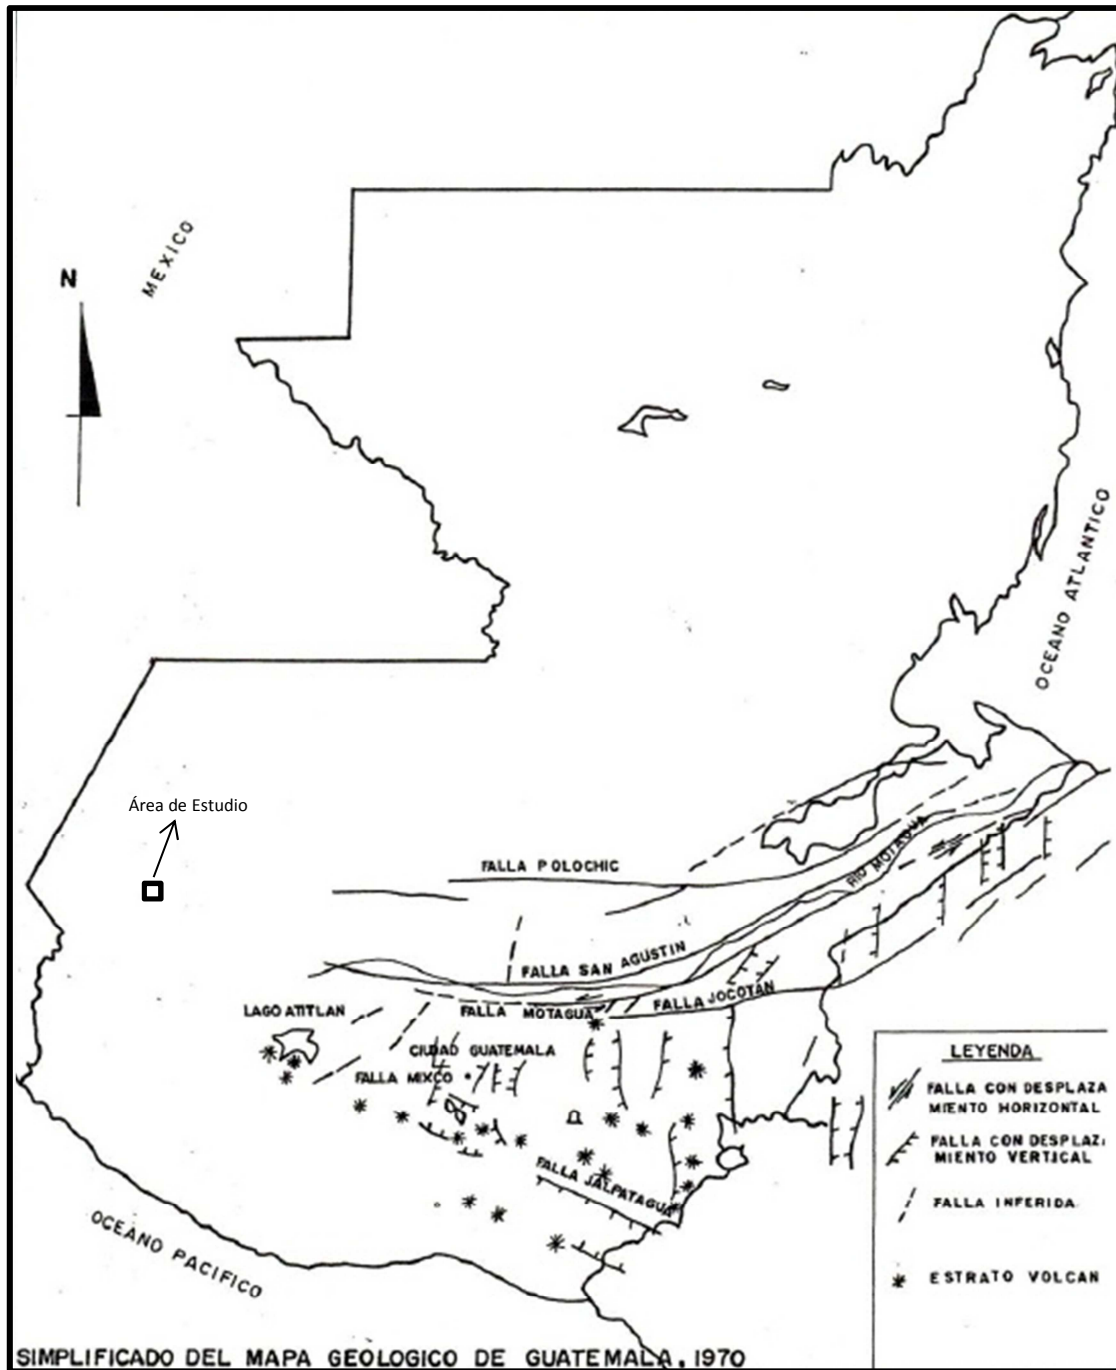 N
MEXICO
OCEANO ATLANTICO
Área de Estudio
FALLA POLOCHIC
RIO MOTAGUA
FALLA SAN AGUSTIN
FALLA JOCOTAN
LAGO ATITLAN
FALLA MOTAGUA
CIUDAD GUATEMALA
FALLA MIXCO
FALLA JALPATAGUA
OCEANO PACIFICO
LEYENDA
FALLA CON DESPLAZA
MIENTO HORIZONTAL
FALLA CON DESPLAZ
MIENTO VERTICAL
FALLA INFERIDA
ESTRATO VOLCAN
SIMPLIFICADO DEL MAPA GEOLOGICO DE GUATEMALA, 1970